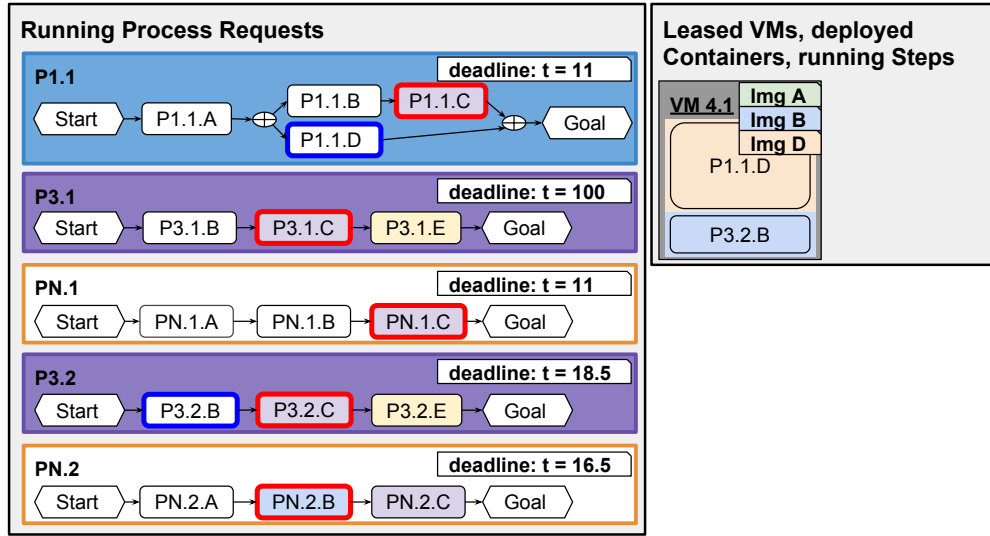 Running Process Requests
P1.1
deadline: t = 11
Start
P1.1.A
P1.1.B
P1.1.C
P1.1.D
Goal
P3.1
deadline: t = 100
Start
P3.1.B
P3.1.C
P3.1.E
Goal
PN.1
deadline: t = 11
Start
PN.1.A
PN.1.B
PN.1.C
Goal
P3.2
deadline: t = 18.5
Start
P3.2.B
P3.2.C
P3.2.E
Goal
PN.2
deadline: t = 16.5
Start
PN.2.A
PN.2.B
PN.2.C
Goal
Leased VMs, deployed
Containers, running Steps
VM 4.1
Img A
Img B
Img D
P1.1.D
P3.2.B